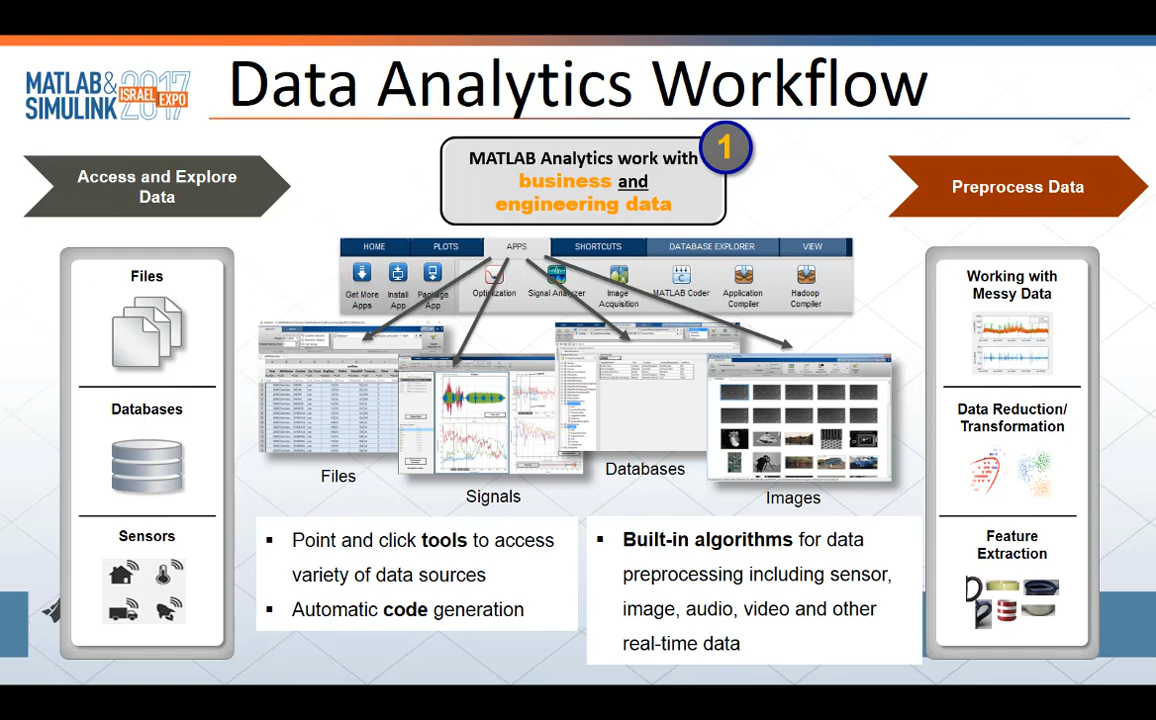 MATLAB&
SIMULINK
2017
ISRAEL
EXPO
Data Analytics Workflow
Access and Explore
Data
MATLAB Analytics work with
business and
engineering data
1
Preprocess Data
HOME
PLOTS
APPS
SHORTCUTS
DATABASE EXPLORER
VIEW
Get More
Apps
Install
App
Package
App
Optimization
Signal Analyzer
Image
Acquisition
MATLAB Coder
Application
Compiler
Hadoop
Compiler
Files
Databases
Sensors
Files
Signals
Databases
Images
Point and click tools to access
variety of data sources
Automatic code generation
Built-in algorithms for data
preprocessing including sensor,
image, audio, video and other
real-time data
Working with
Messy Data
Data Reduction/
Transformation
Feature
Extraction